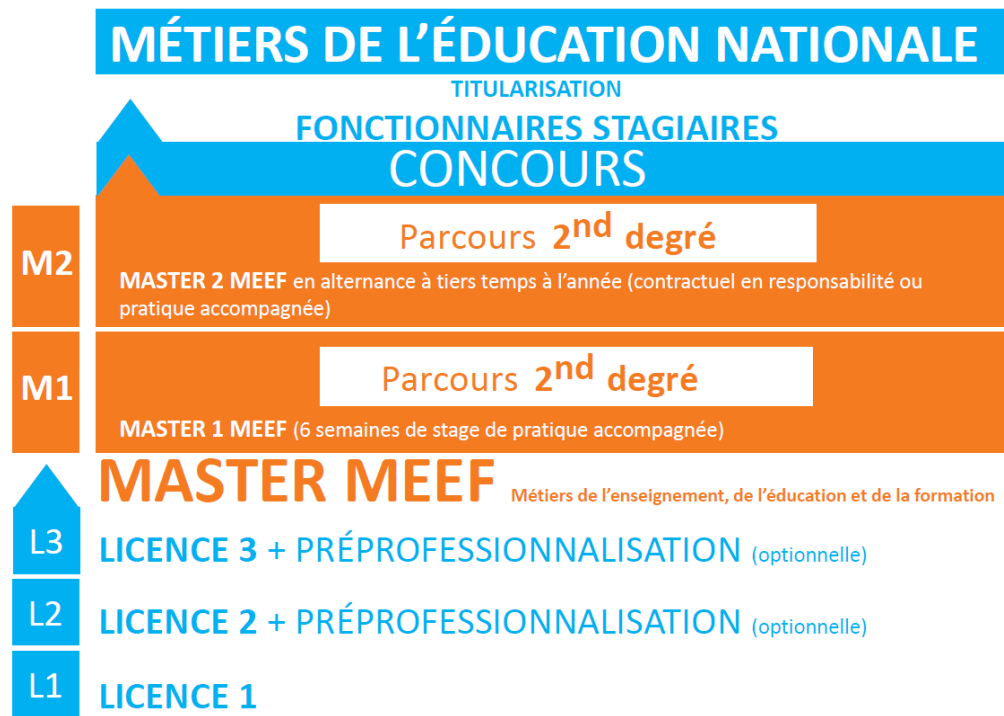 MÉTIERS DE L’ÉDUCATION NATIONALE
TITULARISATION
FONCTIONNAIRES STAGIAIRES
CONCOURS
M2
Parcours 2nd degré
MASTER 2 MEEF en alternance à tiers temps à l’année (contractuel en responsabilité ou
pratique accompagnée)
M1
Parcours 2nd degré
MASTER 1 MEEF (6 semaines de stage de pratique accompagnée)
MASTER MEEF Métiers de l’enseignement, de l’éducation et de la formation
L3
LICENCE 3 + PRÉPROFESSIONNALISATION (optionnelle)
L2
LICENCE 2 + PRÉPROFESSIONNALISATION (optionnelle)
L1
LICENCE 1